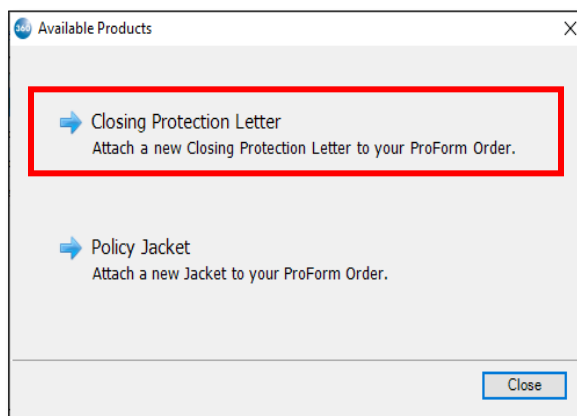 360 Available Products
Closing Protection Letter
Attach a new Closing Protection Letter to your ProForm Order.
Policy Jacket
Attach a new Jacket to your ProForm Order.
Close